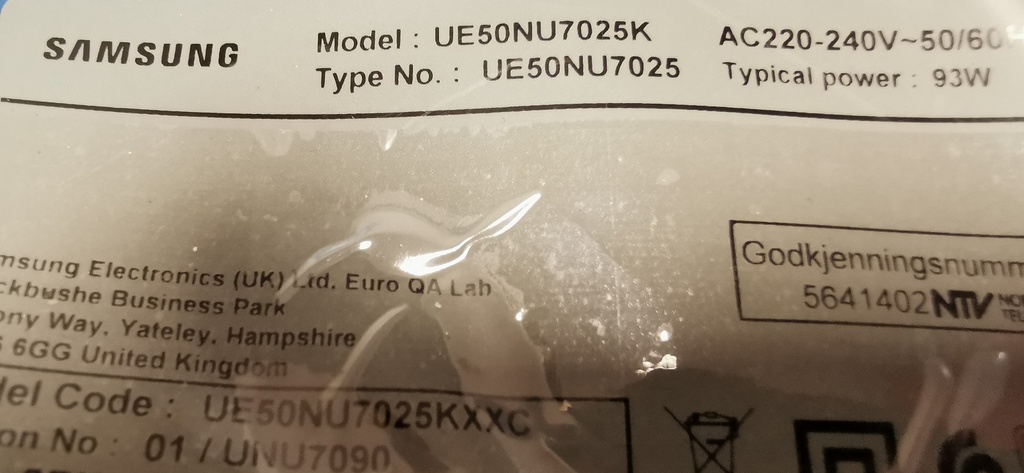 SAMSUNG
Model : UE50NU7025K
Type No. : UE50NU7025
AC220-240V~50/60
Typical power : 93W
msung Electronics (UK) Ltd. Euro QA Lab
ckbushe Business Park
ony Way, Yateley, Hampshire
6GG United Kingdom
Godkjenningsnumm
5641402 NTV
del Code : UE50NU7025KXXC
on No : 01 / UNU7090